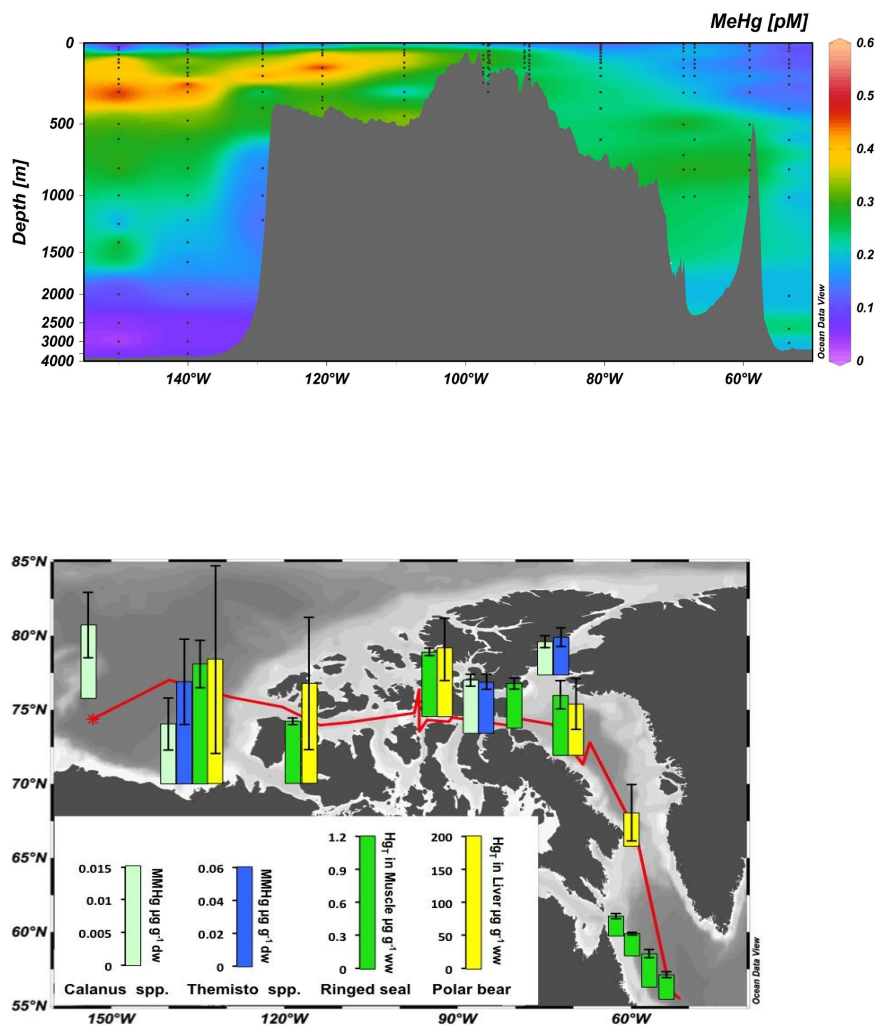 MeHg [pM]
0
500
1000
1500
2000
2500
3000
4000
Depth [m]
140°W
120°W
100°W
80°W
60°W
Ocean Data View
0.6
0.5
0.4
0.3
0.2
0.1
0
85°N
80°N
75°N
70°N
65°N
60°N
55°N
0.015
0.01
0.005
0
MMHg µg g⁻¹ dw
Calanus spp.
0.06
0.04
0.02
0
MMHg µg g⁻¹ dw
Themisto spp.
1.2
0.9
0.6
0.3
0
Hg_T in Muscle µg g⁻¹ ww
Ringed seal
200
150
100
50
0
Hg_T in Liver µg g⁻¹ ww
Polar bear
150°W
120°W
90°W
60°W
Ocean Data View